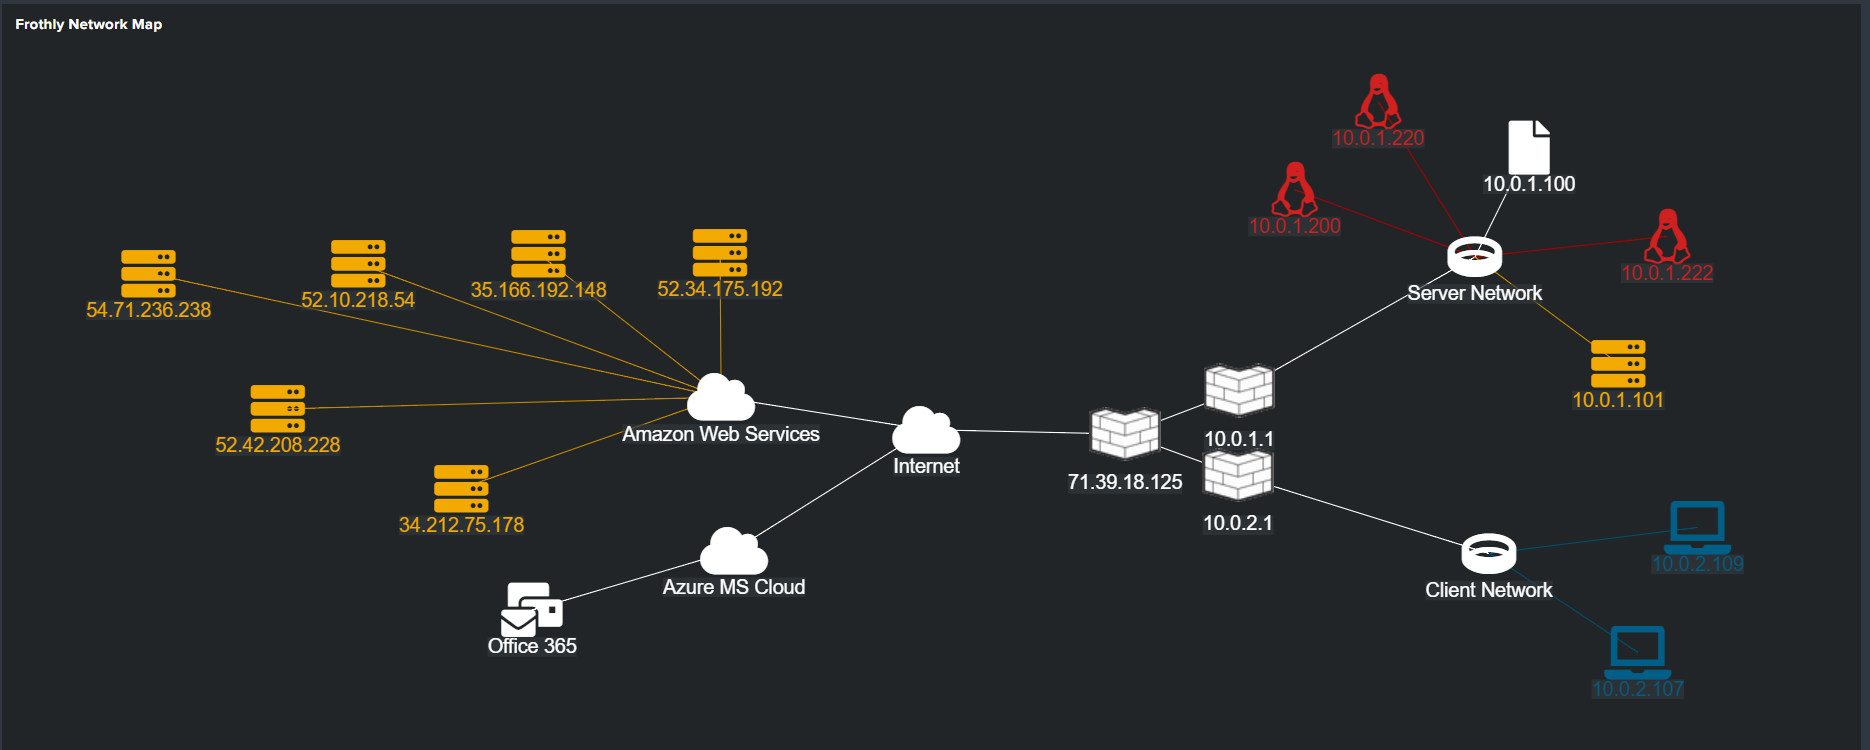 Frothly Network Map
10.0.1.220
10.0.1.100
10.0.1.200
10.0.1.222
Server Network
54.71.236.238
52.10.218.54
35.166.192.148
52.34.175.192
10.0.1.101
52.42.208.228
Amazon Web Services
10.0.1.1
Internet
71.39.18.125
34.212.75.178
10.0.2.1
10.0.2.109
Azure MS Cloud
Client Network
Office 365
10.0.2.107